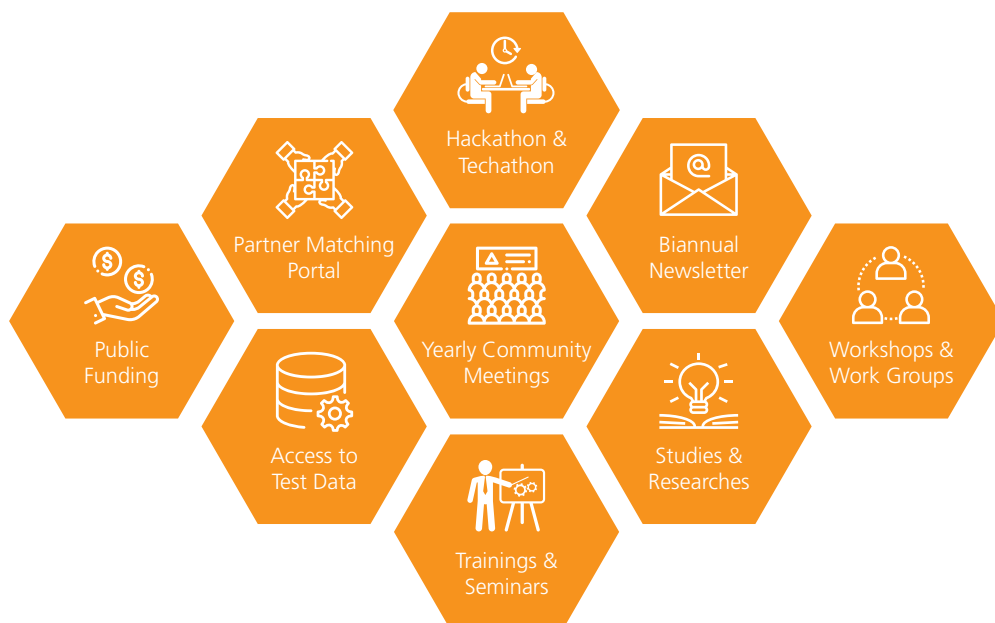 Hackathon &
Techathon
Partner Matching
Portal
@
Biannual
Newsletter
$
$
Public
Funding
Yearly Community
Meetings
Workshops &
Work Groups
Access to
Test Data
Studies &
Researches
Trainings &
Seminars